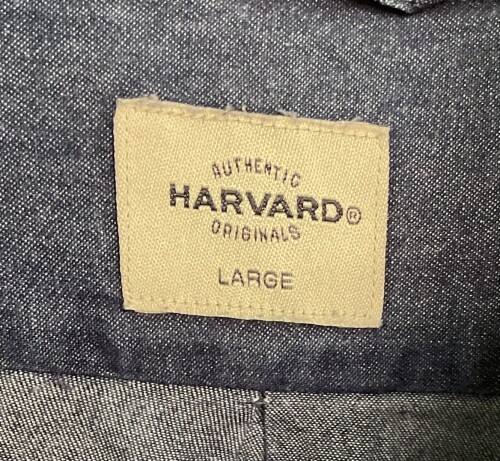 AUTHENTIC
HARVARD®
ORIGINALS
LARGE